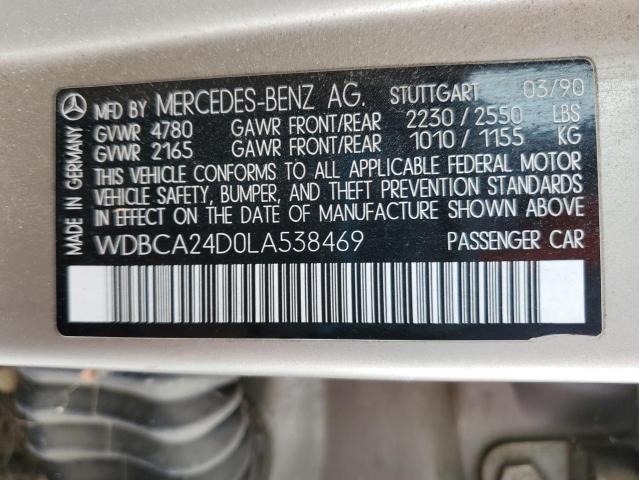 MADE IN GERMANY
MFD BY MERCEDES-BENZ AG. STUTTGART 03/90
GVWR 4780 GAWR FRONT/REAR 2230/2550 LBS
GVWR 2165 GAWR FRONT/REAR 1010/1155 KG
THIS VEHICLE CONFORMS TO ALL APPLICABLE FEDERAL MOTOR
VEHICLE SAFETY, BUMPER, AND THEFT PREVENTION STANDARDS
IN EFFECT ON THE DATE OF MANUFACTURE SHOWN ABOVE
WDBCA24D0LA538469 PASSENGER CAR